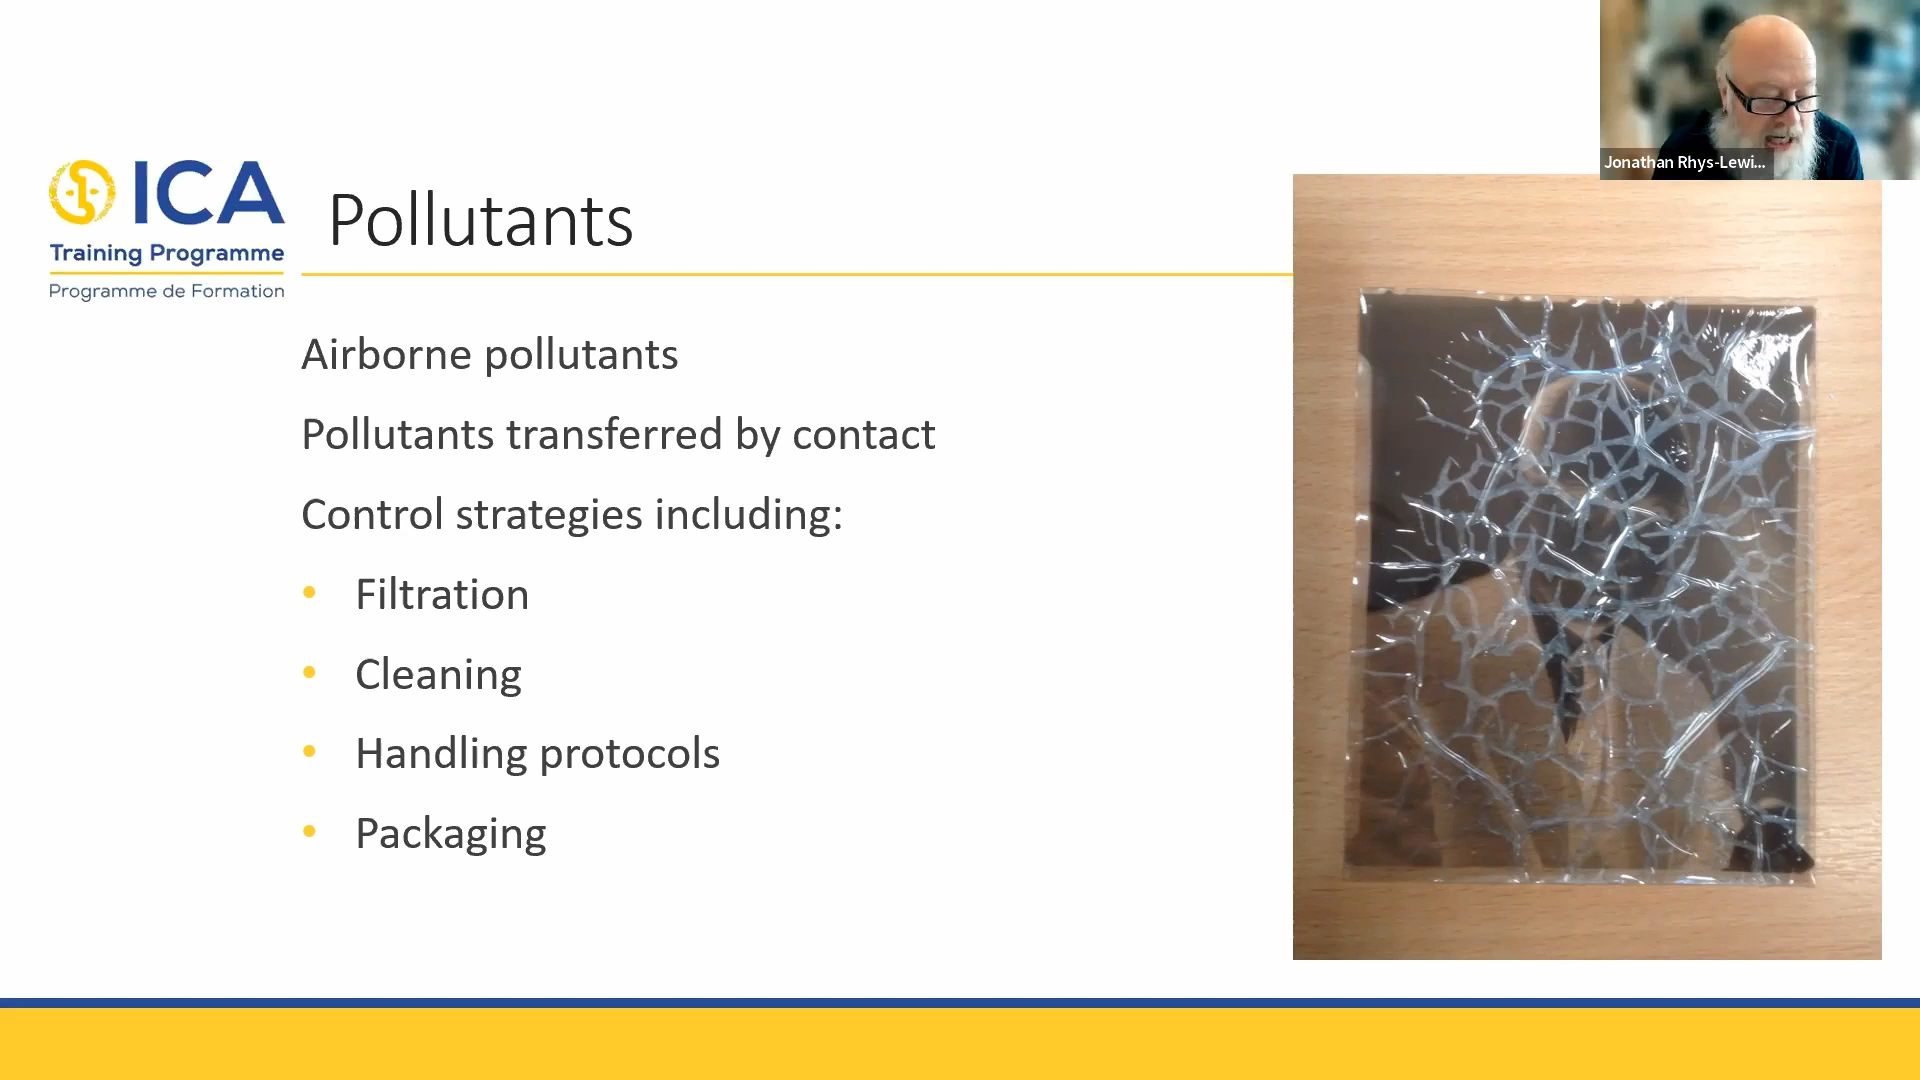 Jonathan Rhys-Lewi...
ICA
Training Programme
Programme de Formation
Pollutants
Airborne pollutants
Pollutants transferred by contact
Control strategies including:
• Filtration
• Cleaning
• Handling protocols
• Packaging